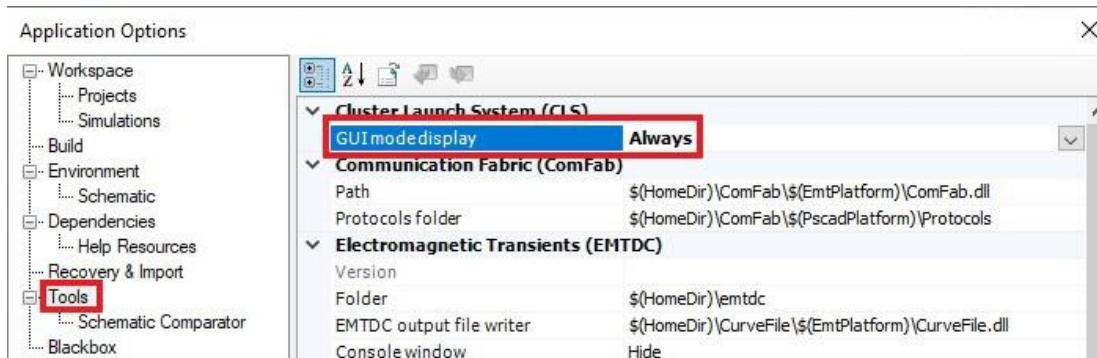 Application Options
Workspace
Projects
Simulations
Build
Environment
Schematic
Dependencies
Help Resources
Recovery & Import
Tools
Schematic Comparator
Blackbox
Cluster Launch System (CLS)
GUI mode display Always
Communication Fabric (ComFab)
Path $(HomeDir)\ComFab\$(EmtPlatform)\ComFab.dll
Protocols folder $(HomeDir)\ComFab\$(PscadPlatform)\Protocols
Electromagnetic Transients (EMTDC)
Version
Folder $(HomeDir)\emtdc
EMTDC output file writer $(HomeDir)\CurveFile\$(EmtPlatform)\CurveFile.dll
Console window Hide